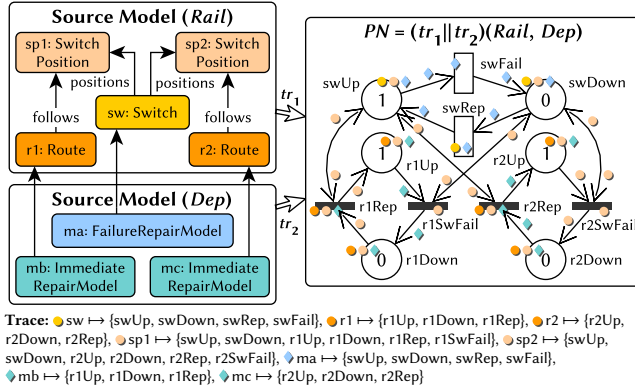 Source Model (Rail)
sp1: Switch Position
sp2: Switch Position
positions
positions
sw: Switch
follows
follows
r1: Route
r2: Route
tr1
Source Model (Dep)
ma: FailureRepairModel
mb: Immediate RepairModel
mc: Immediate RepairModel
tr2
PN = (tr1||tr2)(Rail, Dep)
swFail
swUp
1
swDown
0
swRep
1
r1Up
r2Up
1
r1Rep
r1SwFail
r2Rep
r2SwFail
0
r1Down
0
r2Down
Trace: sw ↦ {swUp, swDown, swRep, swFail}, r1 ↦ {r1Up, r1Down, r1Rep}, r2 ↦ {r2Up,
r2Down, r2Rep}, sp1 ↦ {swUp, swDown, r1Up, r1Down, r1Rep, r1SwFail}, sp2 ↦ {swUp,
swDown, r2Up, r2Down, r2Rep, r2SwFail}, ma ↦ {swUp, swDown, swRep, swFail},
mb ↦ {r1Up, r1Down, r1Rep}, mc ↦ {r2Up, r2Down, r2Rep}